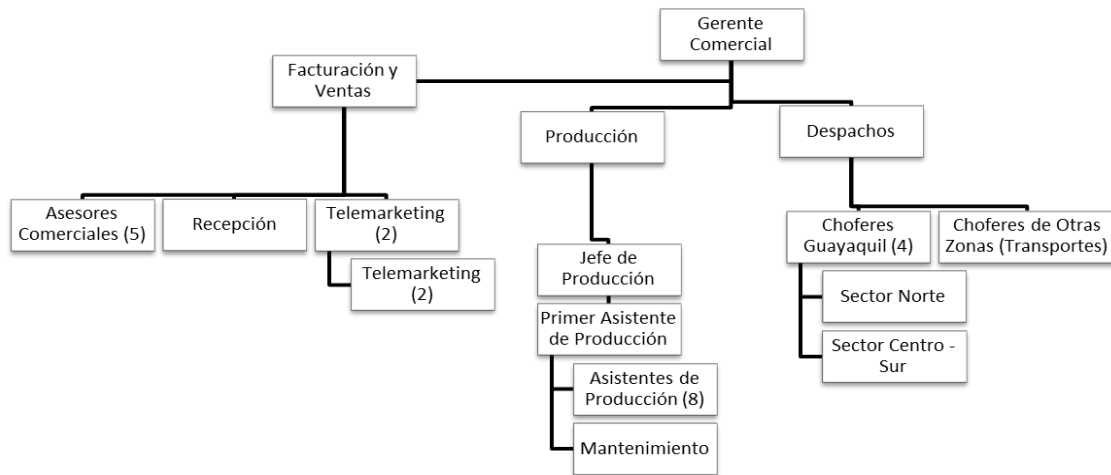 Gerente
Comercial
Facturación y
Ventas
Producción
Despachos
Asesores
Comerciales (5)
Recepción
Telemarketing
(2)
Telemarketing
(2)
Jefe de
Producción
Primer Asistente
de Producción
Asistentes de
Producción (8)
Mantenimiento
Choferes
Guayaquil (4)
Choferes de Otras
Zonas (Transportes)
Sector Norte
Sector Centro -
Sur